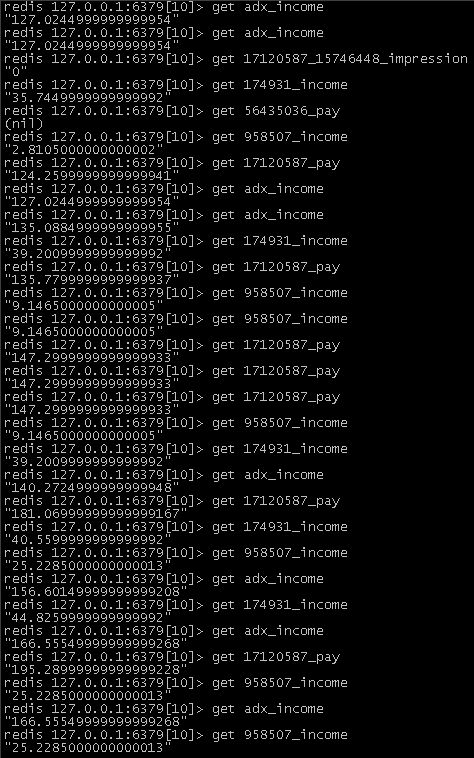 redis 127.0.0.1:6379[10]> get adx_income
"127.02449999999999954"
redis 127.0.0.1:6379[10]> get adx_income
"127.02449999999999954"
redis 127.0.0.1:6379[10]> get 17120587_15746448_impression
"0"
redis 127.0.0.1:6379[10]> get 174931_income
"35.7449999999999992"
redis 127.0.0.1:6379[10]> get 56435036_pay
(nil)
redis 127.0.0.1:6379[10]> get 958507_income
"2.8105000000000002"
redis 127.0.0.1:6379[10]> get 17120587_pay
"124.25999999999999941"
redis 127.0.0.1:6379[10]> get adx_income
"127.02449999999999954"
redis 127.0.0.1:6379[10]> get adx_income
"135.08849999999999955"
redis 127.0.0.1:6379[10]> get 174931_income
"39.2009999999999992"
redis 127.0.0.1:6379[10]> get 17120587_pay
"135.77999999999999937"
redis 127.0.0.1:6379[10]> get 958507_income
"9.1465000000000005"
redis 127.0.0.1:6379[10]> get 958507_income
"9.1465000000000005"
redis 127.0.0.1:6379[10]> get 17120587_pay
"147.29999999999999933"
redis 127.0.0.1:6379[10]> get 17120587_pay
"147.29999999999999933"
redis 127.0.0.1:6379[10]> get 17120587_pay
"147.29999999999999933"
redis 127.0.0.1:6379[10]> get 958507_income
"9.1465000000000005"
redis 127.0.0.1:6379[10]> get 174931_income
"39.2009999999999992"
redis 127.0.0.1:6379[10]> get adx_income
"140.27249999999999948"
redis 127.0.0.1:6379[10]> get 17120587_pay
"181.06999999999999167"
redis 127.0.0.1:6379[10]> get 174931_income
"40.5599999999999992"
redis 127.0.0.1:6379[10]> get 958507_income
"25.2285000000000013"
redis 127.0.0.1:6379[10]> get adx_income
"156.60149999999999208"
redis 127.0.0.1:6379[10]> get 174931_income
"44.8259999999999992"
redis 127.0.0.1:6379[10]> get adx_income
"166.55549999999999268"
redis 127.0.0.1:6379[10]> get 17120587_pay
"195.28999999999999228"
redis 127.0.0.1:6379[10]> get 958507_income
"25.2285000000000013"
redis 127.0.0.1:6379[10]> get adx_income
"166.55549999999999268"
redis 127.0.0.1:6379[10]> get 958507_income
"25.2285000000000013"